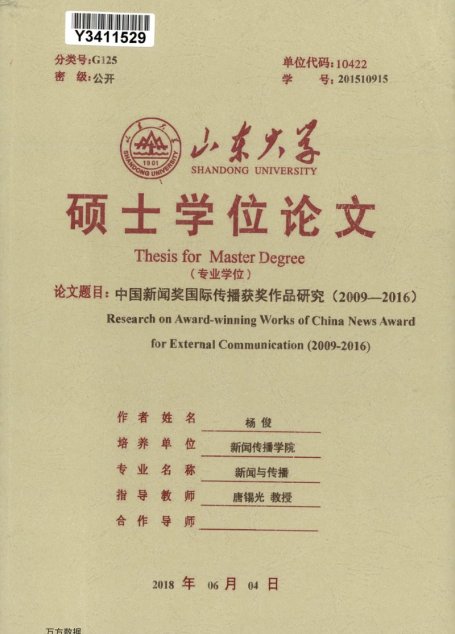 Y3411529
分类号:G125
单位代码:10422
密 级:公开
学 号:201510915
山东大学
SHANDONG UNIVERSITY
1901
SHANDONG UNIVERSITY
硕士学位论文
Thesis for Master Degree
(专业学位)
论文题目:中国新闻奖国际传播获奖作品研究(2009—2016)
Research on Award-winning Works of China News Award
for External Communication (2009-2016)
作 者 姓 名 杨 俊
培 养 单 位 新闻传播学院
专 业 名 称 新闻与传播
指 导 教 师 唐锡光 教授
合 作 导 师
2018 年 06 月 04 日
万方数据